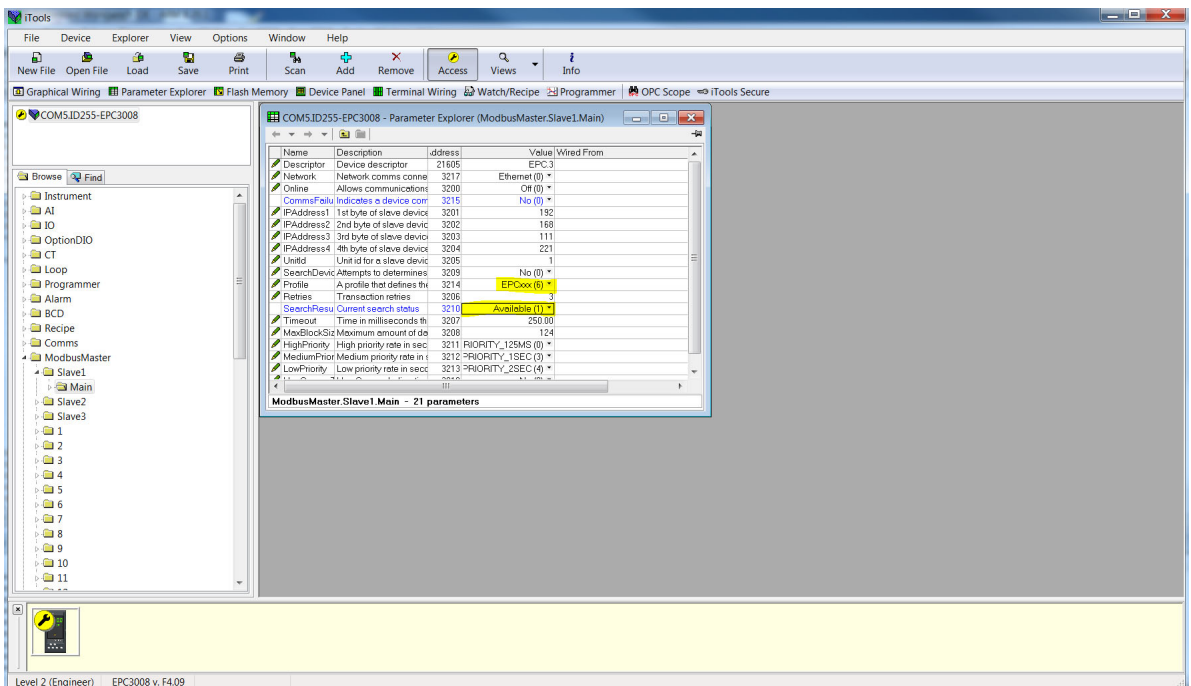 iTools
File Device Explorer View Options Window Help
New File Open File Load Save Print Scan Add Remove Access Views Info
Graphical Wiring Parameter Explorer Flash Memory Device Panel Terminal Wiring Watch/Recipe Programmer OPC Scope iTools Secure
COM5.ID255-EPC3008
Browse Find
Instrument
AI
IO
OptionDIO
CT
Loop
Programmer
Alarm
BCD
Recipe
Comms
ModbusMaster
Slave1
Main
Slave2
Slave3
1
2
3
4
5
6
7
8
9
10
11
COM5.ID255-EPC3008 - Parameter Explorer (ModbusMaster.Slave1.Main)
Name Description ddress Value Wired From
Descriptor Device descriptor 21605 EPC.3
Network Network comms conne 3217 Ethernet (0)
Online Allows communications 3200 Off (0)
CommsFailu Indicates a device com 3215 No (0)
IPAddress1 1st byte of slave device 3201 192
IPAddress2 2nd byte of slave devic 3202 168
IPAddress3 3rd byte of slave devic 3203 111
IPAddress4 4th byte of slave device 3204 221
UnitId Unit id for a slave devic 3205 1
SearchDevic Attempts to determines 3209 No (0)
Profile A profile that defines the 3214 EPCxxx (6)
Retries Transaction retries 3206 3
SearchResu Current search status 3210 Available (1)
Timeout Time in milliseconds th 3207 250.00
MaxBlockSiz Maximum amount of da 3208 124
HighPriority High priority rate in sec 3211 RIORITY_125MS (0)
MediumPrior Medium priority rate in s 3212 PRIORITY_1SEC (3)
LowPriority Low priority rate in seco 3213 PRIORITY_2SEC (4)
ModbusMaster.Slave1.Main - 21 parameters
Level 2 (Engineer) EPC3008 v. F4.09